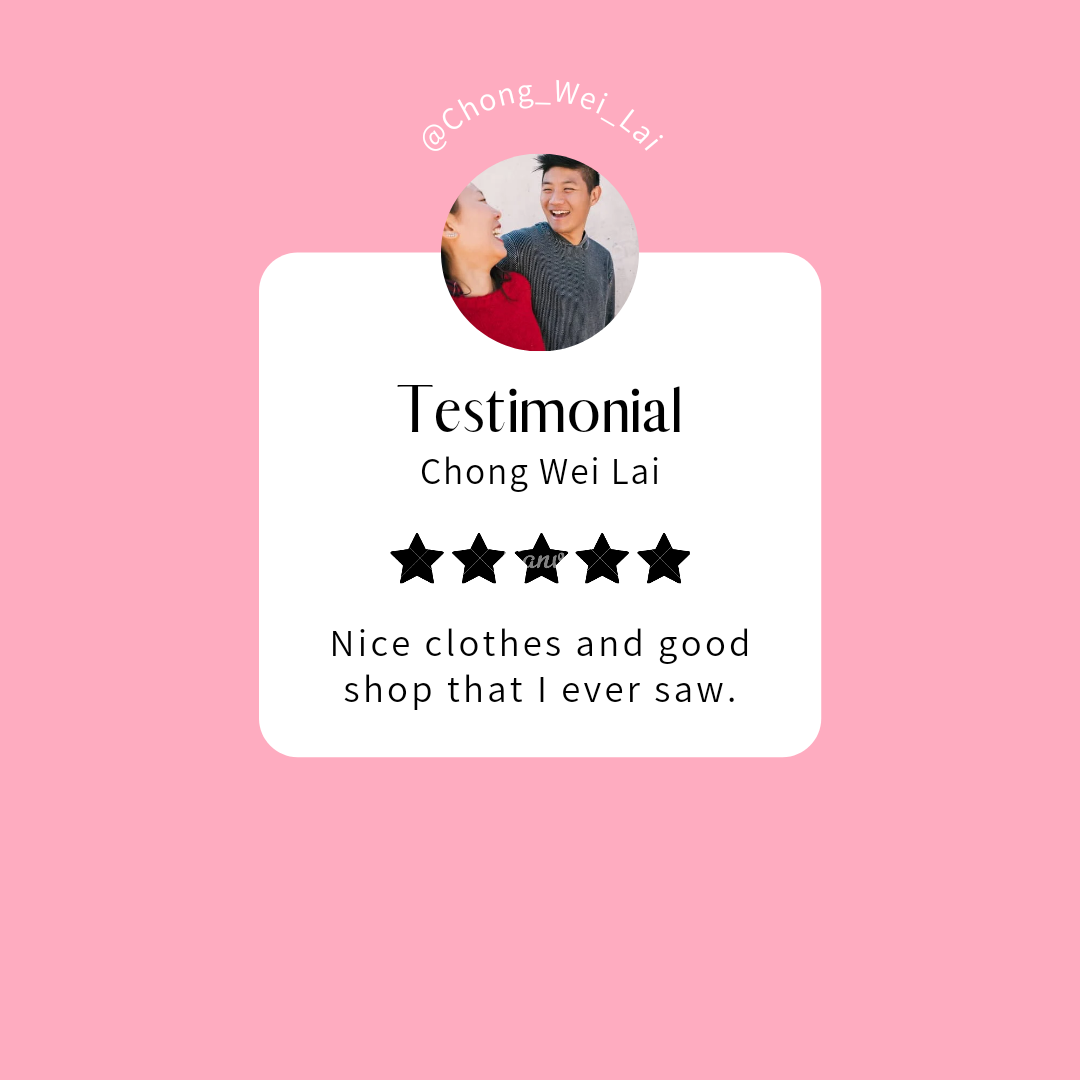 @Chong_Wei_Lai
Testimonial
Chong Wei Lai
Nice clothes and good
shop that I ever saw.